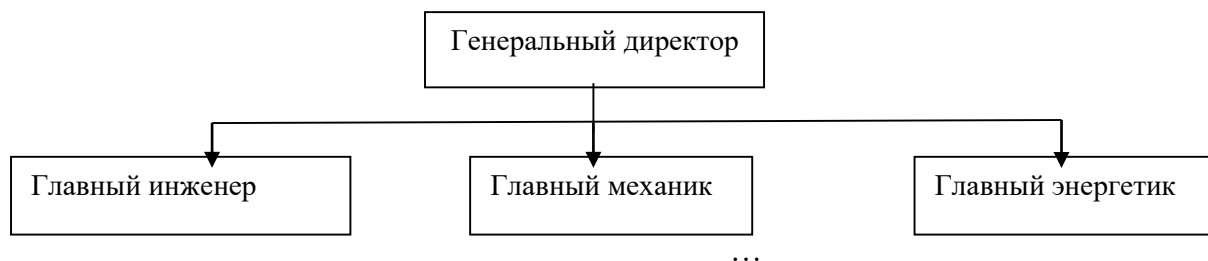 Генеральный директор
Главный инженер
Главный механик
Главный энергетик
…